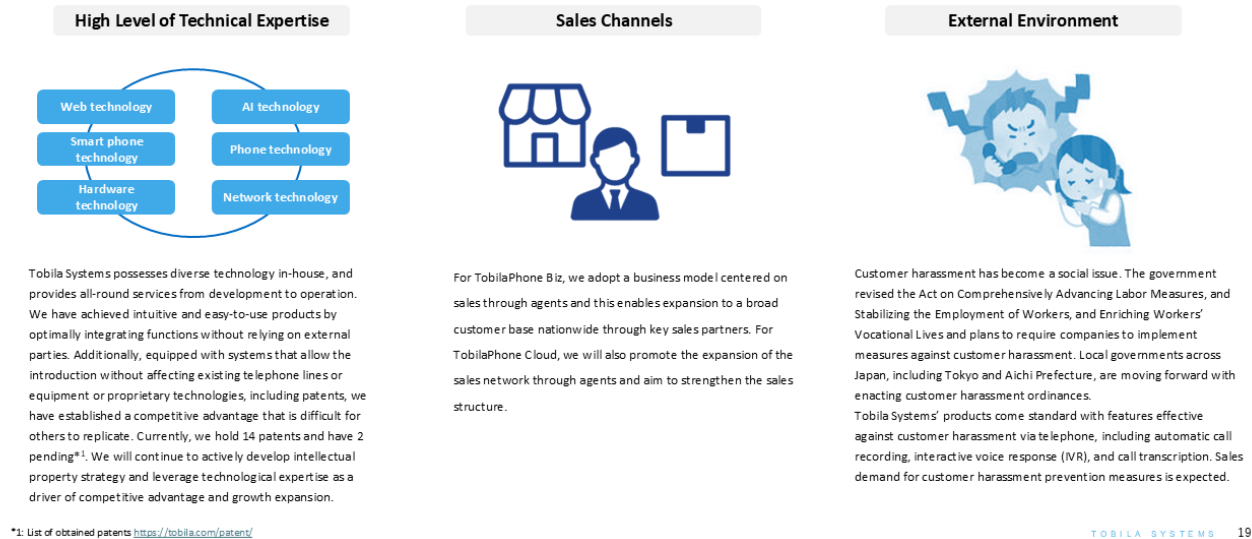 High Level of Technical Expertise
Web technology
AI technology
Smart phone
technology
Phone technology
Hardware
technology
Network technology
Tobila Systems possesses diverse technology in-house, and
provides all-round services from development to operation.
We have achieved intuitive and easy-to-use products by
optimally integrating functions without relying on external
parties. Additionally, equipped with systems that allow the
introduction without affecting existing telephone lines or
equipment or proprietary technologies, including patents, we
have established a competitive advantage that is difficult for
others to replicate. Currently, we hold 14 patents and have 2
pending*1. We will continue to actively develop intellectual
property strategy and leverage technological expertise as a
driver of competitive advantage and growth expansion.
Sales Channels
For TobilaPhone Biz, we adopt a business model centered on
sales through agents and this enables expansion to a broad
customer base nationwide through key sales partners. For
TobilaPhone Cloud, we will also promote the expansion of the
sales network through agents and aim to strengthen the sales
structure.
External Environment
Customer harassment has become a social issue. The government
revised the Act on Comprehensively Advancing Labor Measures, and
Stabilizing the Employment of Workers, and Enriching Workers'
Vocational Lives and plans to require companies to implement
measures against customer harassment. Local governments across
Japan, including Tokyo and Aichi Prefecture, are moving forward with
enacting customer harassment ordinances.
Tobila Systems' products come standard with features effective
against customer harassment via telephone, including automatic call
recording, interactive voice response (IVR), and call transcription. Sales
demand for customer harassment prevention measures is expected.
*1: List of obtained patents https://tobila.com/patent/
TOBILA SYSTEMS 19